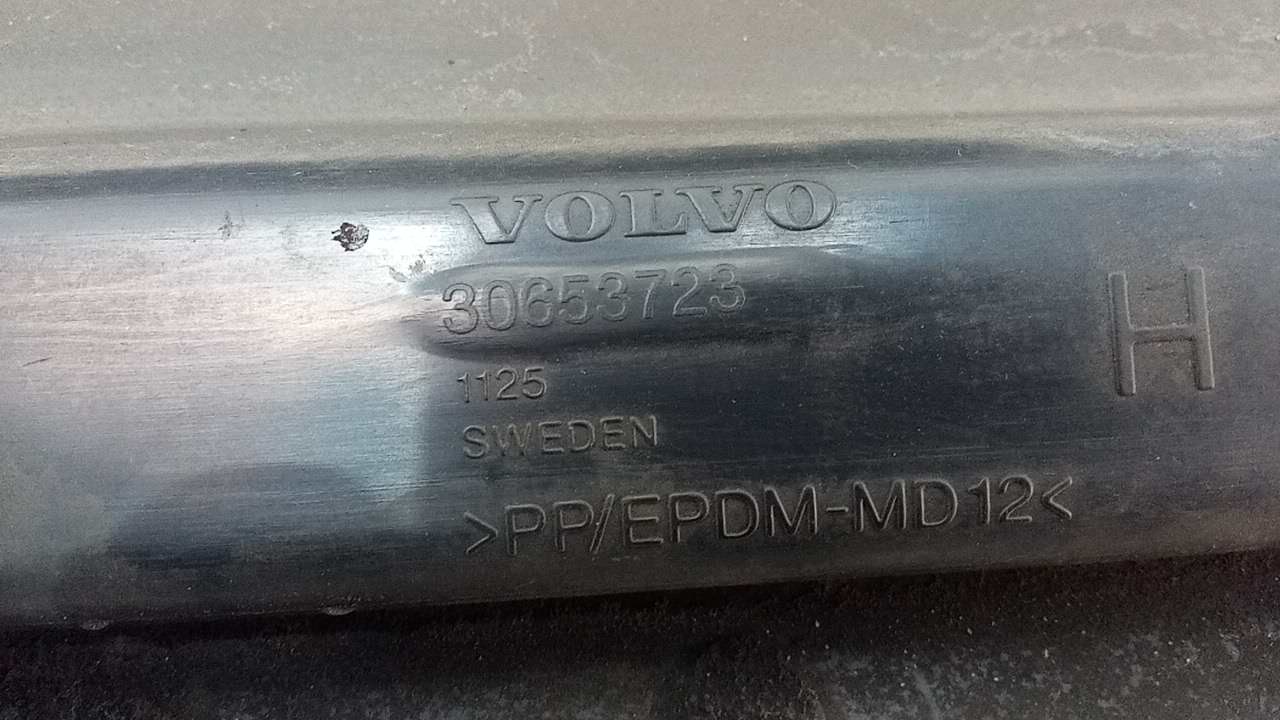 VOLVO
30653723
H
1125
SWEDEN
>PP/EPDM-MD12<